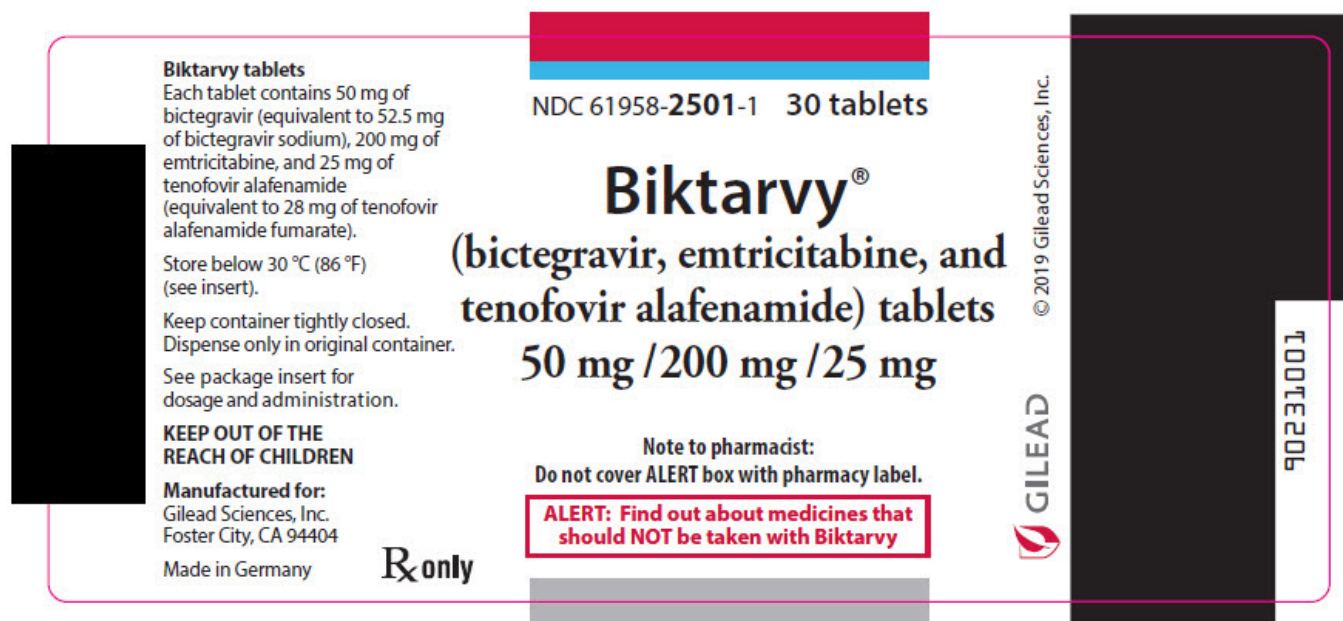 Biktarvy tablets
Each tablet contains 50 mg of
bictegravir (equivalent to 52.5 mg
of bictegravir sodium), 200 mg of
emtricitabine, and 25 mg of
tenofovir alafenamide
(equivalent to 28 mg of tenofovir
alafenamide fumarate).
Store below 30 °C (86 °F)
(see insert).
Keep container tightly closed.
Dispense only in original container.
See package insert for
dosage and administration.
KEEP OUT OF THE
REACH OF CHILDREN
Manufactured for:
Gilead Sciences, Inc.
Foster City, CA 94404
Made in Germany
Rx only
NDC 61958-2501-1 30 tablets
Biktarvy®
(bictegravir, emtricitabine, and
tenofovir alafenamide) tablets
50 mg / 200 mg / 25 mg
Note to pharmacist:
Do not cover ALERT box with pharmacy label.
ALERT: Find out about medicines that
should NOT be taken with Biktarvy
GILEAD
© 2019 Gilead Sciences, Inc.
90231001